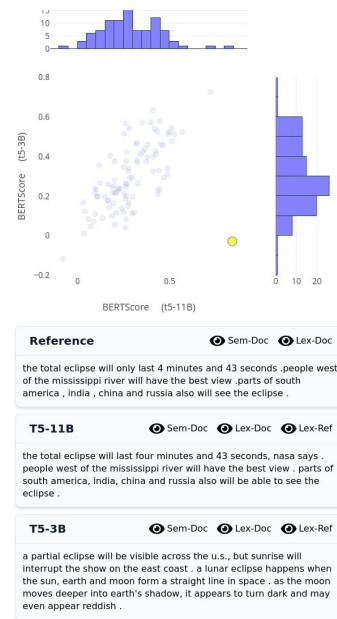 15
10
5
0
0.8
0.6
0.4
0.2
0
−0.2
BERTScore (t5-3B)
0 0.5
0 10 20
BERTScore (t5-11B)
Reference Sem-Doc Lex-Doc
the total eclipse will only last 4 minutes and 43 seconds .people west
of the mississippi river will have the best view .parts of south
america , india , china and russia also will see the eclipse .
T5-11B Sem-Doc Lex-Doc Lex-Ref
the total eclipse will last four minutes and 43 seconds, nasa says .
people west of the mississippi river will have the best view . parts of
south america, india, china and russia also will be able to see the
eclipse .
T5-3B Sem-Doc Lex-Doc Lex-Ref
a partial eclipse will be visible across the u.s., but sunrise will
interrupt the show on the east coast . a lunar eclipse happens when
the sun, earth and moon form a straight line in space . as the moon
moves deeper into earth's shadow, it appears to turn dark and may
even appear reddish .